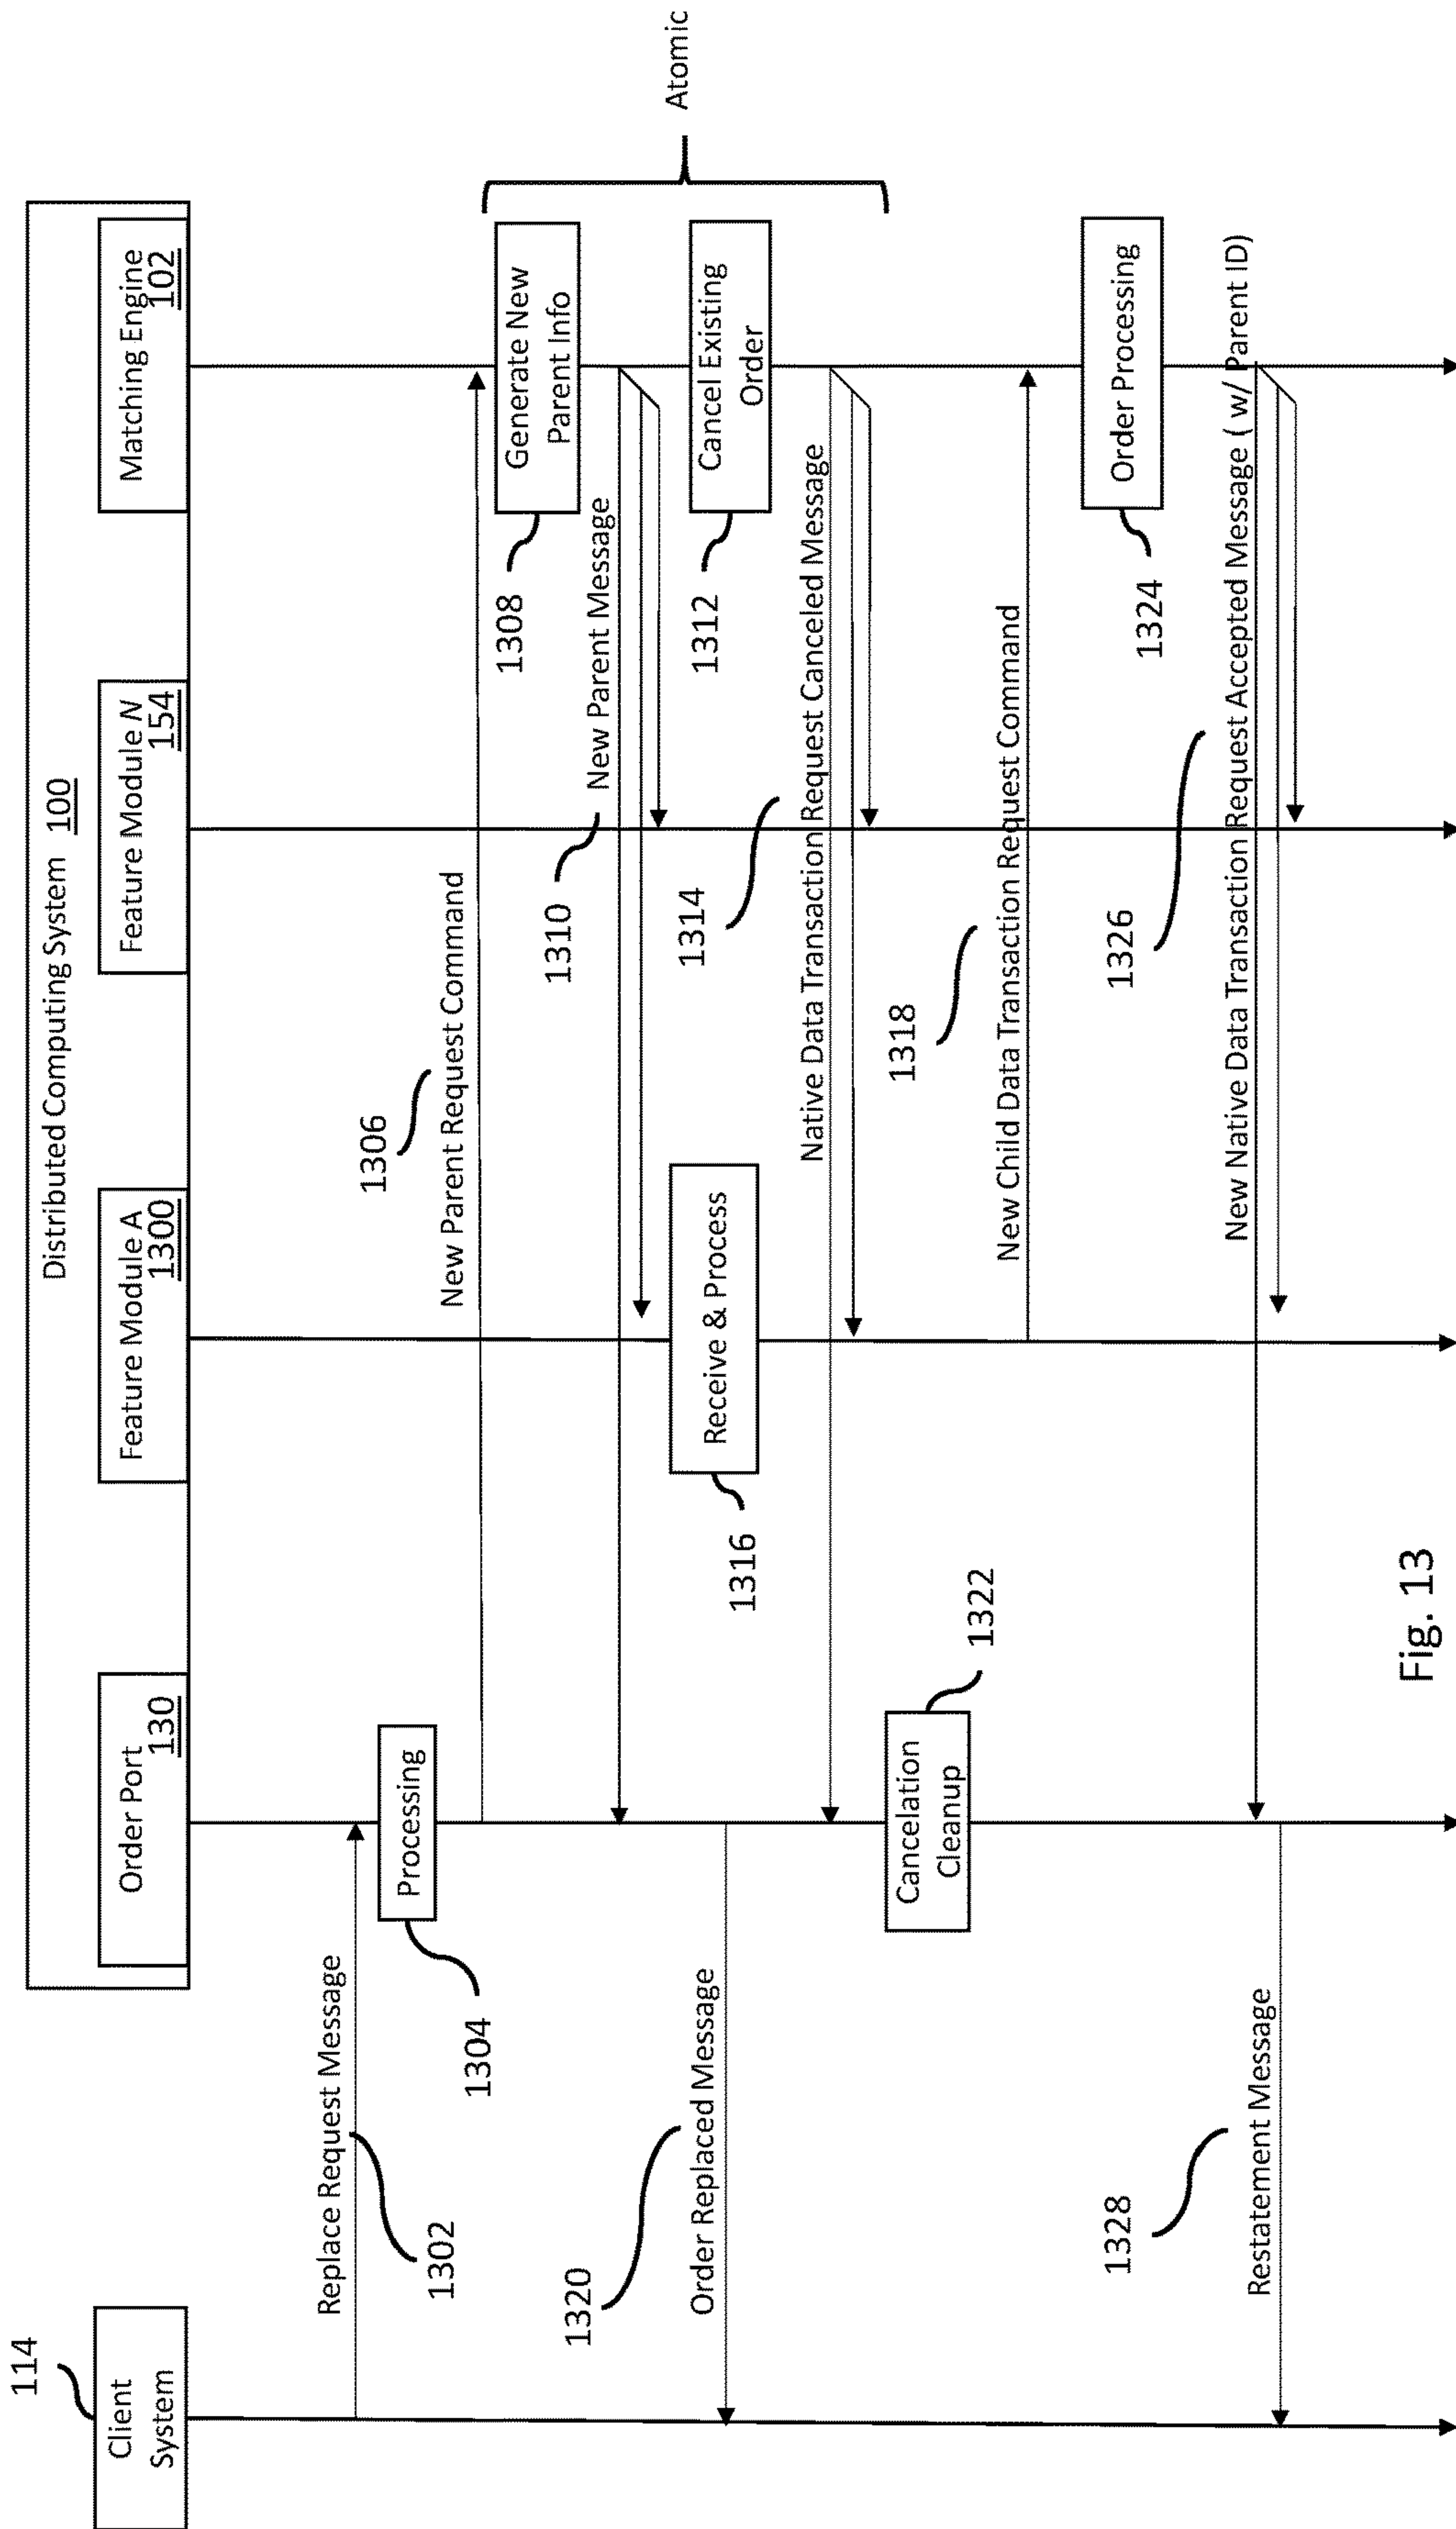 114
Client
System
Distributed Computing System 100
Order Port
130
Feature Module A
1300
Feature Module N
154
Matching Engine
102
Replace Request Message
1302
Processing
1304
1306
New Parent Request Command
Generate New
Parent Info
1308
Atomic
New Parent Message
1310
Receive & Process
1316
Cancel Existing
Order
1312
Order Replaced Message
1320
Native Data Transaction Request Canceled Message
1314
Cancelation
Cleanup
1322
New Child Data Transaction Request Command
1318
Order Processing
1324
New Native Data Transaction Request Accepted Message ( w/ Parent ID)
1326
Restatement Message
1328
Fig. 13